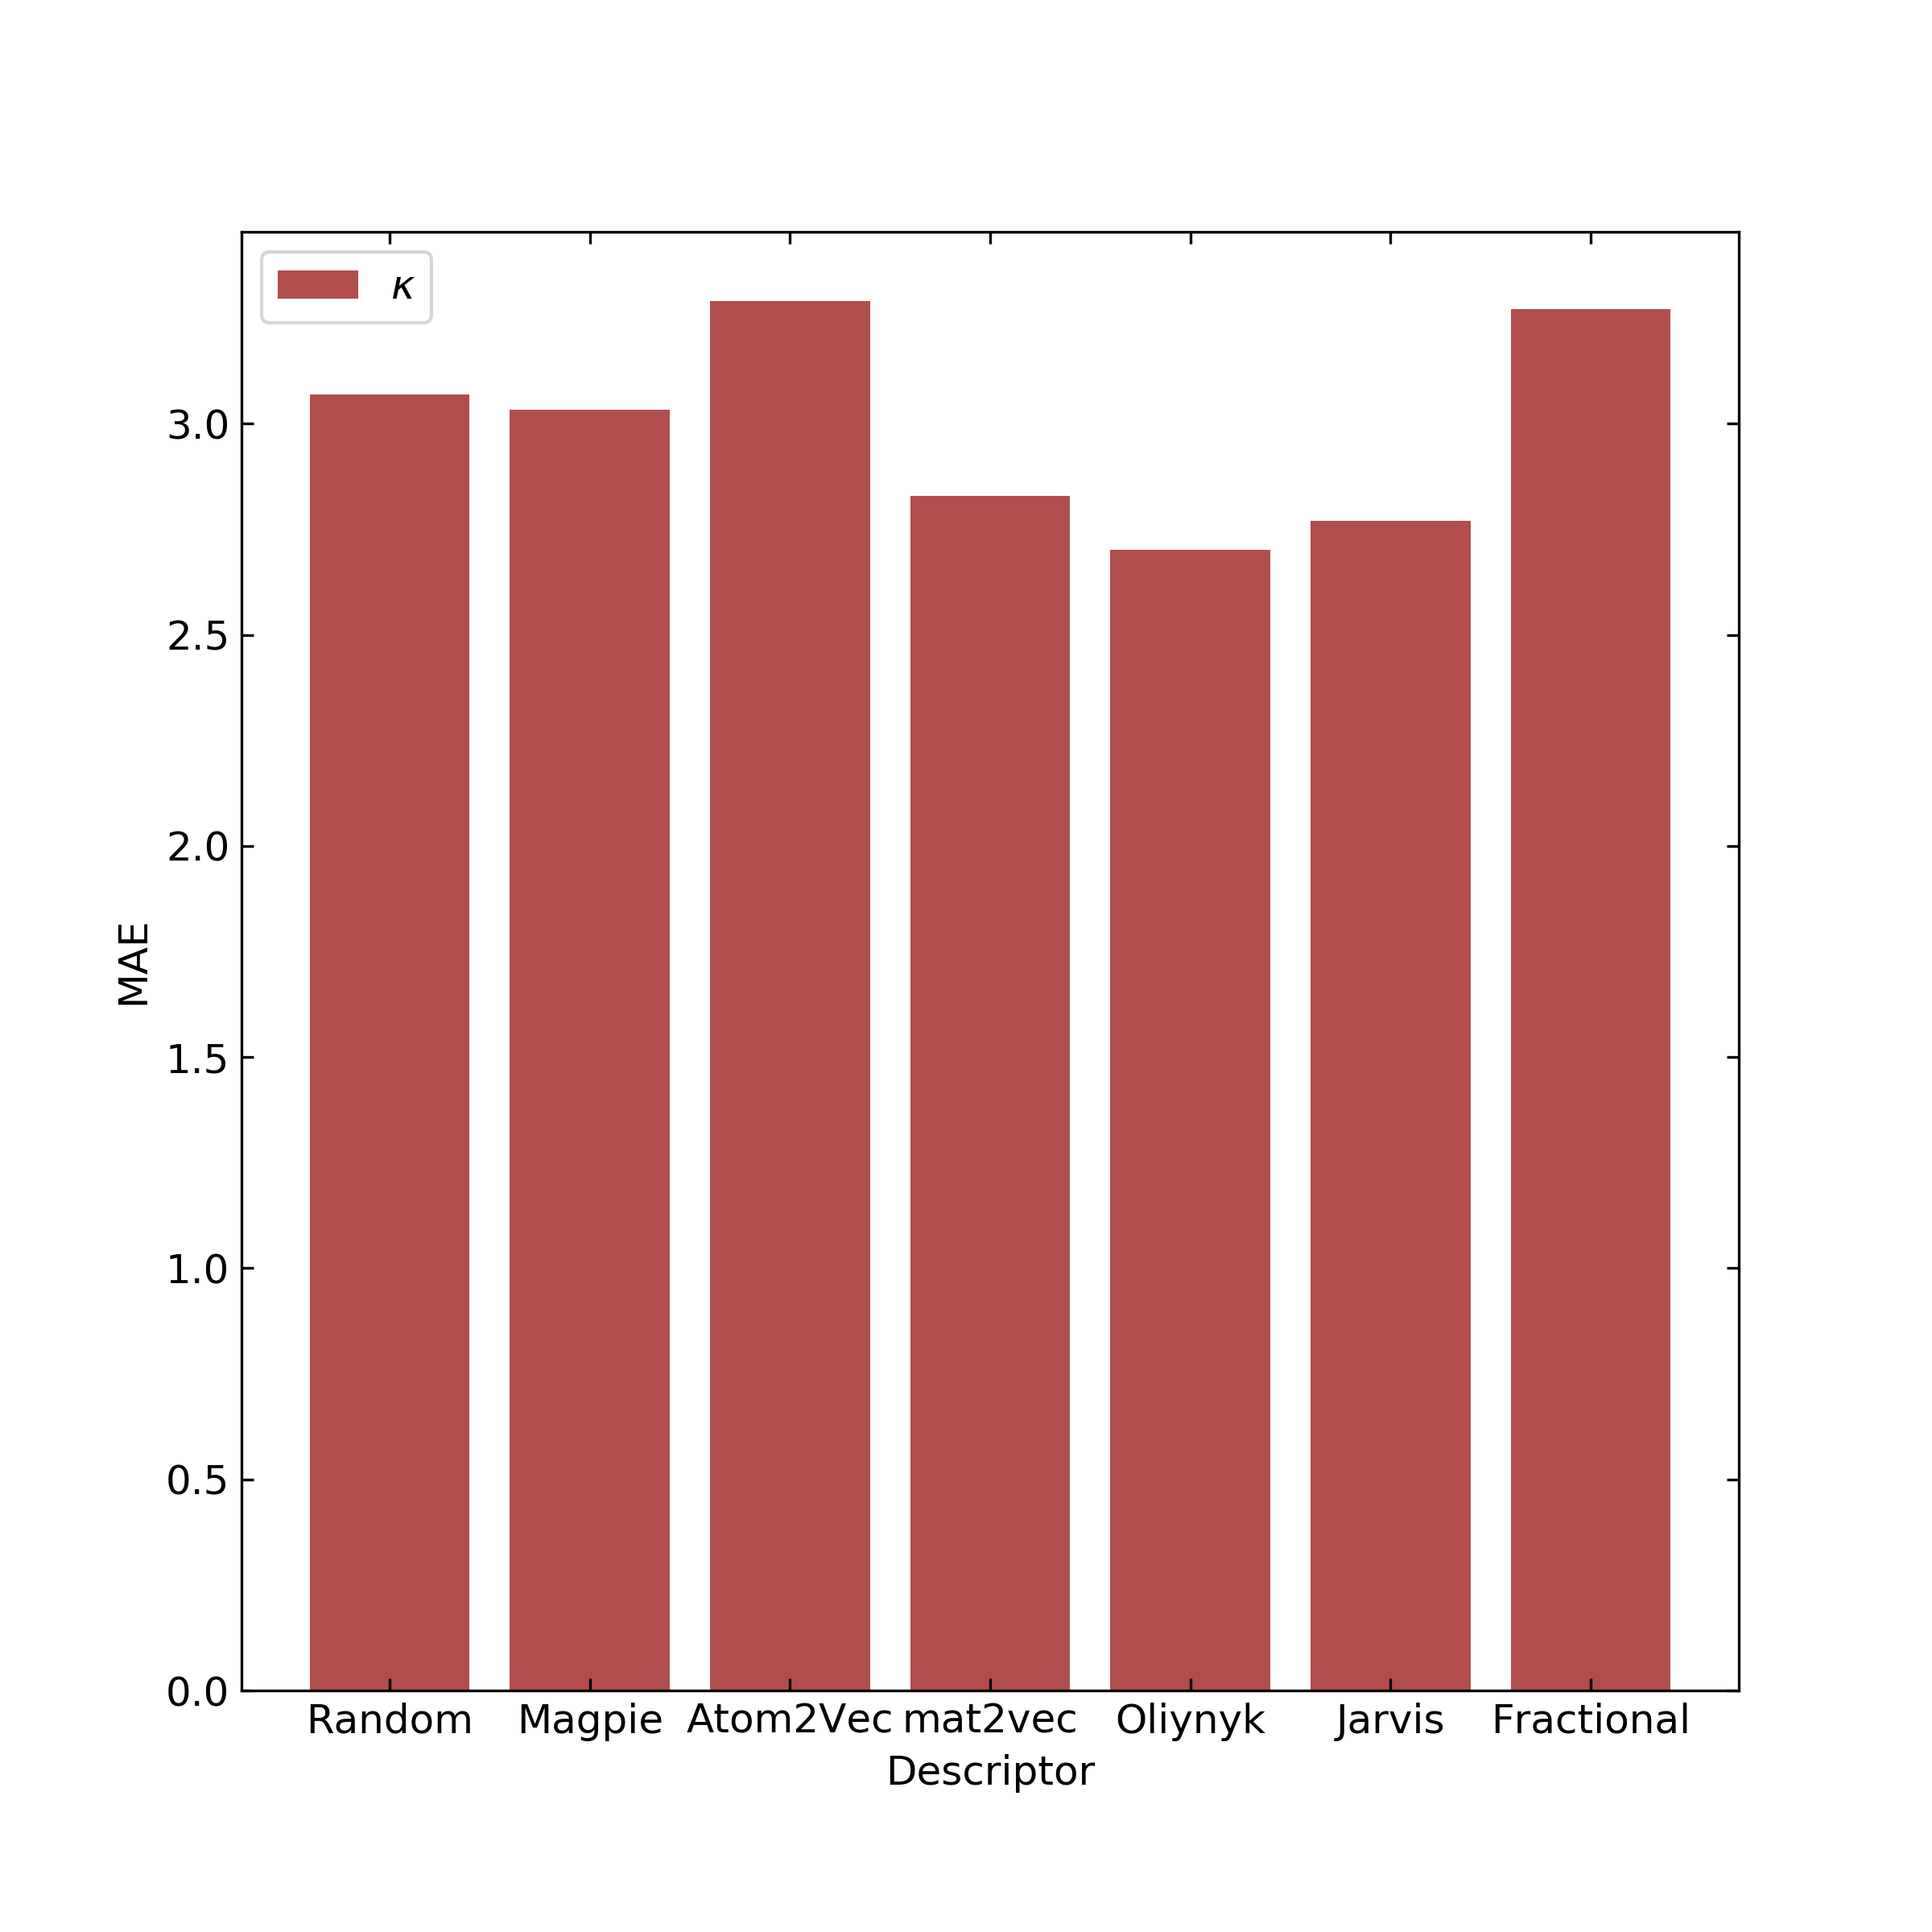 κ
3.0
2.5
2.0
1.5
1.0
0.5
0.0
MAE
Random Magpie Atom2Vec mat2vec Oliynyk Jarvis Fractional
Descriptor